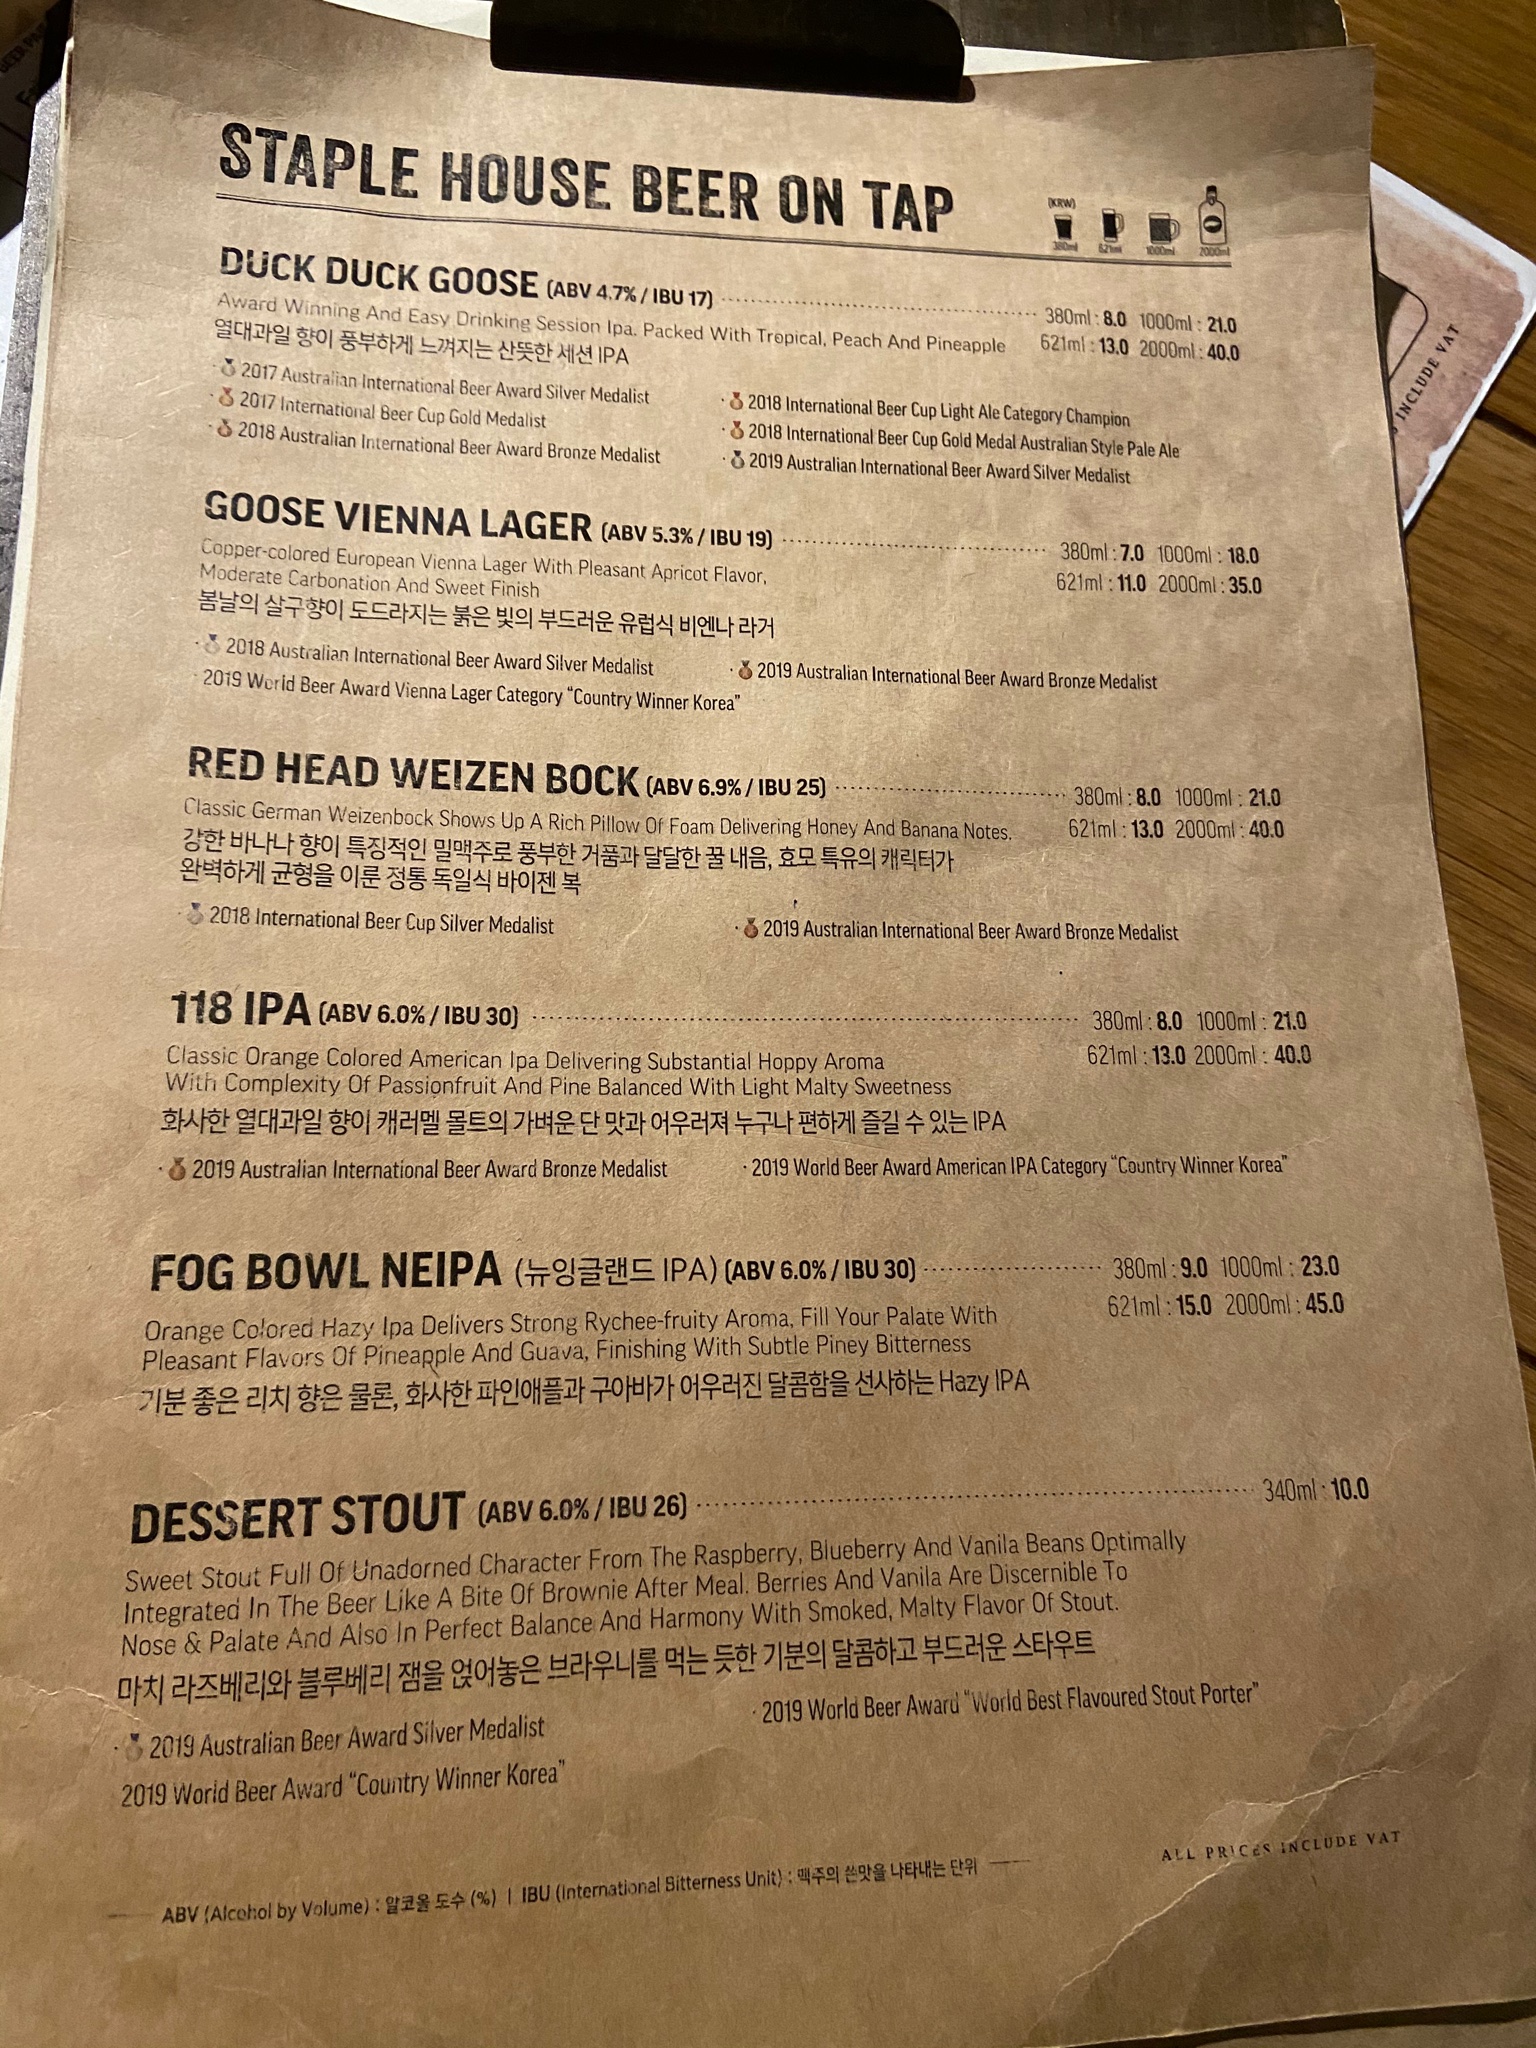 STAPLE HOUSE BEER ON TAP
(KRW)
380ml 621ml 1000ml 2000ml
DUCK DUCK GOOSE (ABV 4.7% / IBU 17) 380ml : 8.0 1000ml : 21.0
621ml : 13.0 2000ml : 40.0
Award Winning And Easy Drinking Session Ipa. Packed With Tropical, Peach And Pineapple
열대과일 향이 풍부하게 느껴지는 산뜻한 세션 IPA
· 2017 Australian International Beer Award Silver Medalist
· 2017 International Beer Cup Gold Medalist
· 2018 Australian International Beer Award Bronze Medalist
· 2018 International Beer Cup Light Ale Category Champion
· 2018 International Beer Cup Gold Medal Australian Style Pale Ale
· 2019 Australian International Beer Award Silver Medalist
GOOSE VIENNA LAGER (ABV 5.3% / IBU 19) 380ml : 7.0 1000ml : 18.0
621ml : 11.0 2000ml : 35.0
Copper-colored European Vienna Lager With Pleasant Apricot Flavor,
Moderate Carbonation And Sweet Finish
봄날의 살구향이 도드라지는 붉은 빛의 부드러운 유럽식 비엔나 라거
· 2018 Australian International Beer Award Silver Medalist
· 2019 Australian International Beer Award Bronze Medalist
· 2019 World Beer Award Vienna Lager Category "Country Winner Korea"
RED HEAD WEIZEN BOCK (ABV 6.9% / IBU 25) 380ml : 8.0 1000ml : 21.0
621ml : 13.0 2000ml : 40.0
Classic German Weizenbock Shows Up A Rich Pillow Of Foam Delivering Honey And Banana Notes.
강한 바나나 향이 특징적인 밀맥주로 풍부한 거품과 달달한 꿀 내음, 효모 특유의 캐릭터가
완벽하게 균형을 이룬 정통 독일식 바이젠 복
· 2018 International Beer Cup Silver Medalist
· 2019 Australian International Beer Award Bronze Medalist
118 IPA (ABV 6.0% / IBU 30) 380ml : 8.0 1000ml : 21.0
621ml : 13.0 2000ml : 40.0
Classic Orange Colored American Ipa Delivering Substantial Hoppy Aroma
With Complexity Of Passionfruit And Pine Balanced With Light Malty Sweetness
화사한 열대과일 향이 캐러멜 몰트의 가벼운 단 맛과 어우러져 누구나 편하게 즐길 수 있는 IPA
· 2019 Australian International Beer Award Bronze Medalist
· 2019 World Beer Award American IPA Category "Country Winner Korea"
FOG BOWL NEIPA (뉴잉글랜드 IPA) (ABV 6.0% / IBU 30) 380ml : 9.0 1000ml : 23.0
621ml : 15.0 2000ml : 45.0
Orange Colored Hazy Ipa Delivers Strong Rychee-fruity Aroma, Fill Your Palate With
Pleasant Flavors Of Pineapple And Guava, Finishing With Subtle Piney Bitterness
기분 좋은 리치 향은 물론, 화사한 파인애플과 구아바가 어우러진 달콤함을 선사하는 Hazy IPA
DESSERT STOUT (ABV 6.0% / IBU 26) 340ml : 10.0
Sweet Stout Full Of Unadorned Character From The Raspberry, Blueberry And Vanila Beans Optimally
Integrated In The Beer Like A Bite Of Brownie After Meal. Berries And Vanila Are Discernible To
Nose & Palate And Also In Perfect Balance And Harmony With Smoked, Malty Flavor Of Stout.
마치 라즈베리와 블루베리 잼을 얹어놓은 브라우니를 먹는 듯한 기분의 달콤하고 부드러운 스타우트
· 2019 Australian Beer Award Silver Medalist
· 2019 World Beer Award "World Best Flavoured Stout Porter"
2019 World Beer Award "Country Winner Korea"
ALL PRICES INCLUDE VAT
ABV (Alcohol by Volume) : 알코올 도수 (%) | IBU (International Bitterness Unit) : 맥주의 쓴맛을 나타내는 단위
INCLUDE VAT